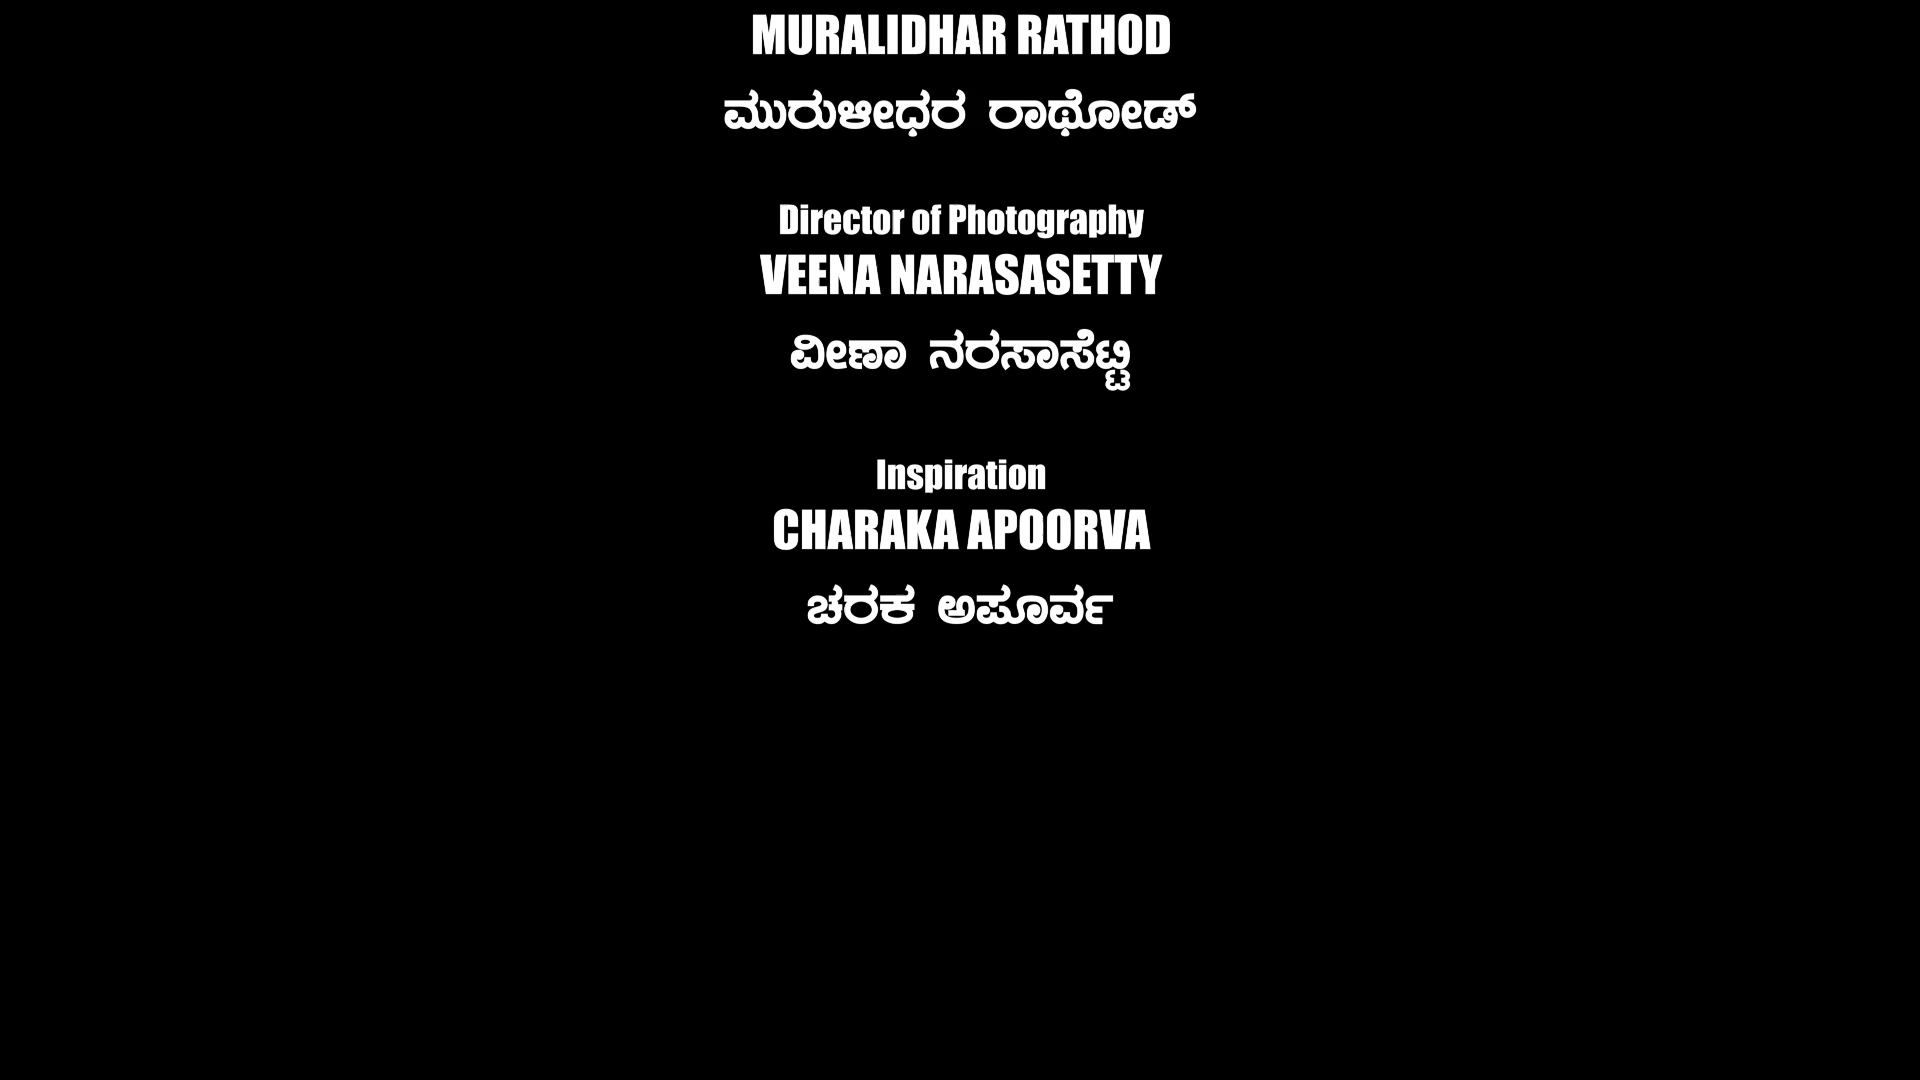 MURALIDHAR RATHOD
ಮುರುಳೀಧರ ರಾಥೋಡ್
Director of Photography
VEENA NARASASETTY
ವೀಣಾ ನರಸಾಸೆಟ್ಟಿ
Inspiration
CHARAKA APOORVA
ಚರಕ ಅಪೂರ್ವ